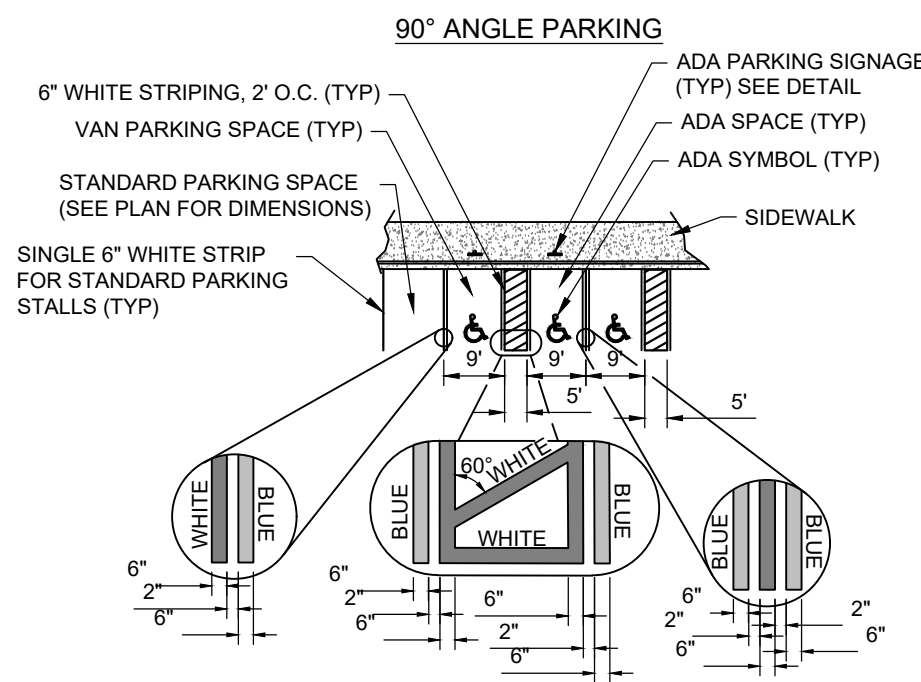 90° ANGLE PARKING
6" WHITE STRIPING, 2' O.C. (TYP)
VAN PARKING SPACE (TYP)
STANDARD PARKING SPACE
(SEE PLAN FOR DIMENSIONS)
SINGLE 6" WHITE STRIP
FOR STANDARD PARKING
STALLS (TYP)
ADA PARKING SIGNAGE
(TYP) SEE DETAIL
ADA SPACE (TYP)
ADA SYMBOL (TYP)
SIDEWALK
9'
9'
9'
5'
5'
WHITE
BLUE
6"
2"
6"
BLUE
60°
WHITE
WHITE
BLUE
6"
2"
6"
6"
2"
6"
BLUE
BLUE
6"
2"
6"
2"
6"